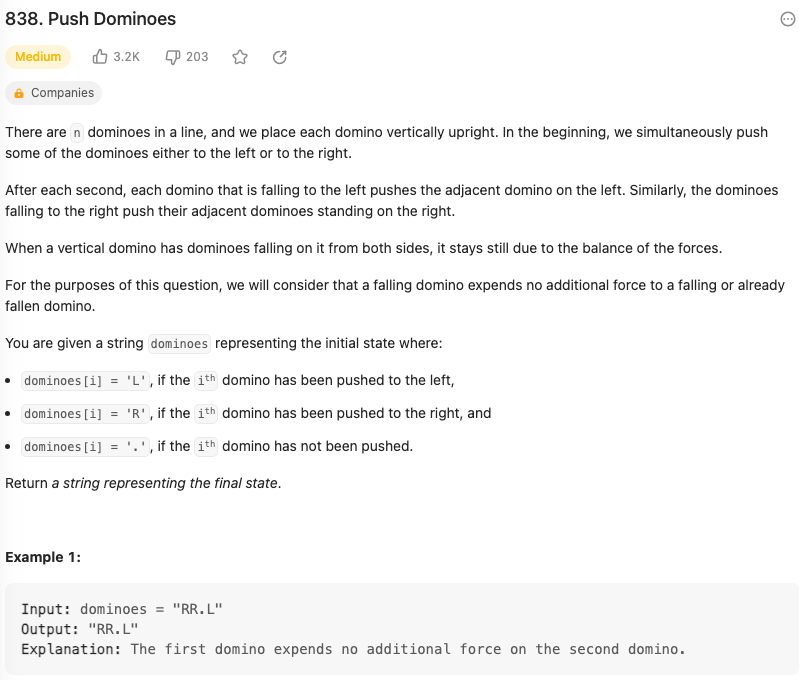 838. Push Dominoes
Medium
3.2K
203
Companies
There are n dominoes in a line, and we place each domino vertically upright. In the beginning, we simultaneously push
some of the dominoes either to the left or to the right.
After each second, each domino that is falling to the left pushes the adjacent domino on the left. Similarly, the dominoes
falling to the right push their adjacent dominoes standing on the right.
When a vertical domino has dominoes falling on it from both sides, it stays still due to the balance of the forces.
For the purposes of this question, we will consider that a falling domino expends no additional force to a falling or already
fallen domino.
You are given a string dominoes representing the initial state where:
• dominoes[i] = 'L', if the iᵗʰ domino has been pushed to the left,
• dominoes[i] = 'R', if the iᵗʰ domino has been pushed to the right, and
• dominoes[i] = '.', if the iᵗʰ domino has not been pushed.
Return a string representing the final state.
Example 1:
Input: dominoes = "RR.L"
Output: "RR.L"
Explanation: The first domino expends no additional force on the second domino.